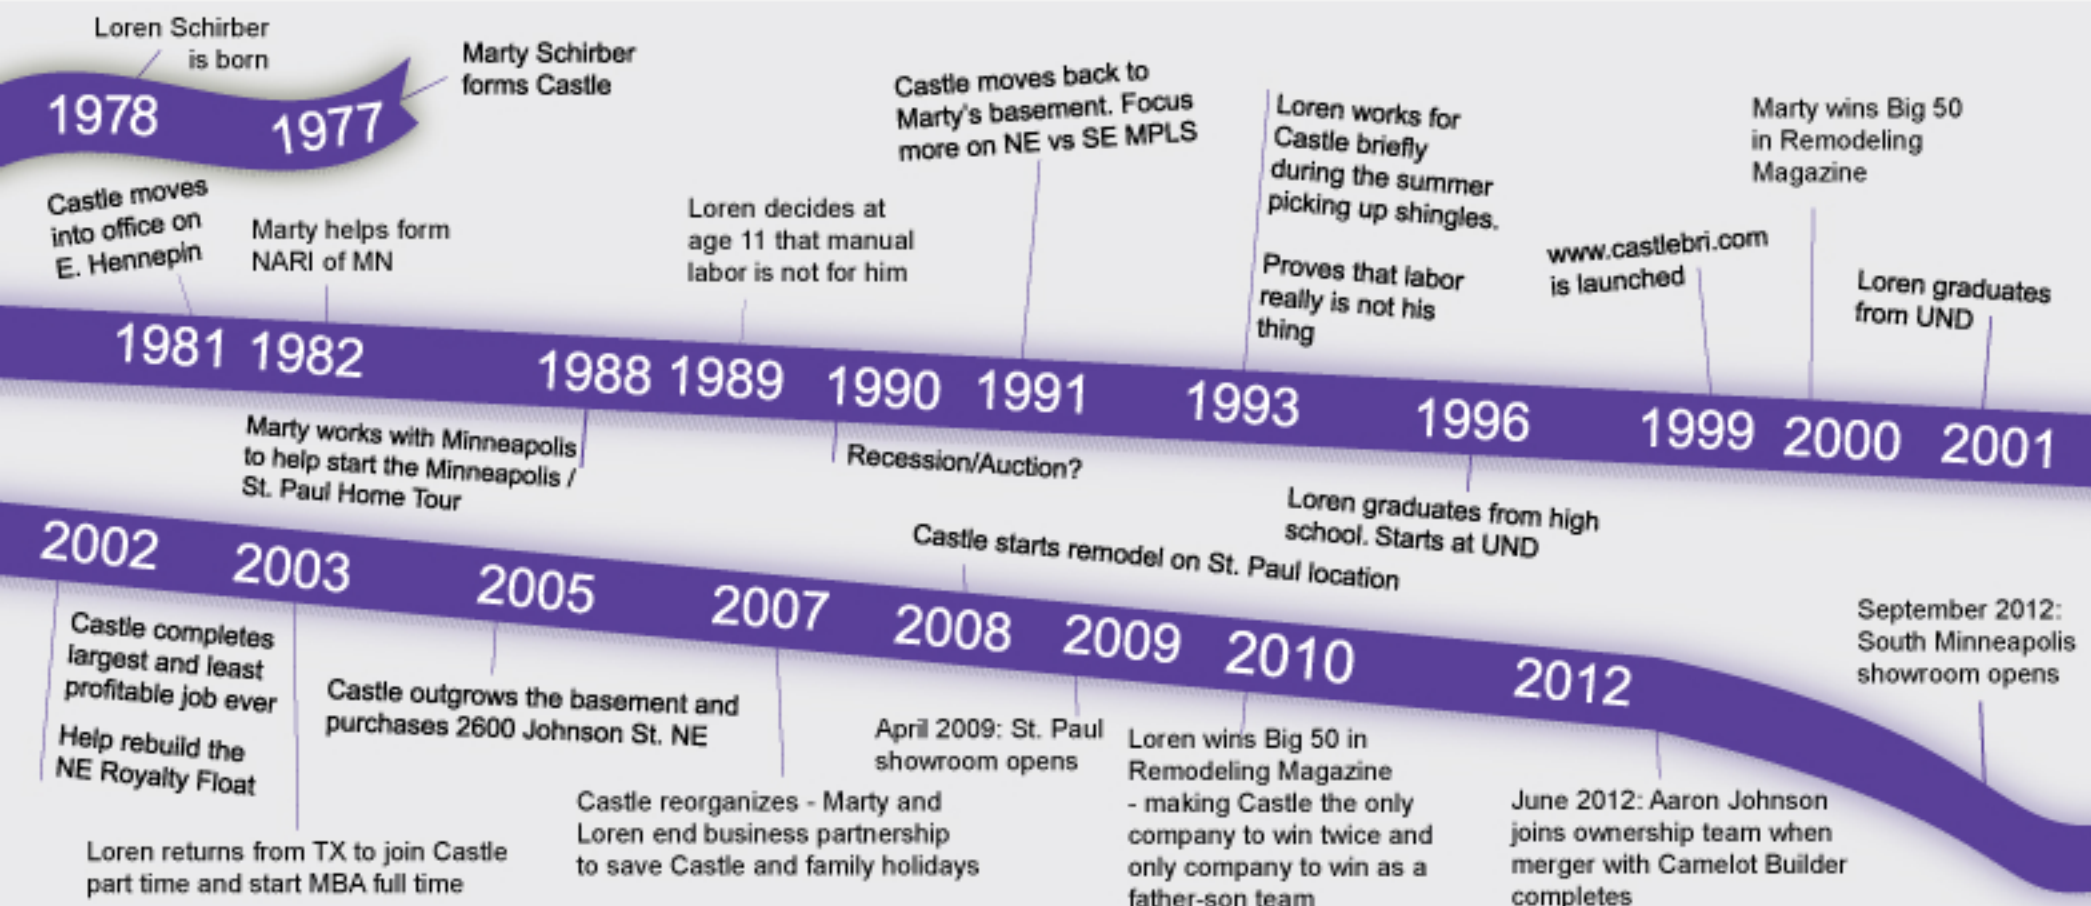 Loren Schirber
is born
Marty Schirber
forms Castle
1978
1977
Castle moves
into office on
E. Hennepin
Marty helps form
NARI of MN
Loren decides at
age 11 that manual
labor is not for him
Castle moves back to
Marty's basement. Focus
more on NE vs SE MPLS
Loren works for
Castle briefly
during the summer
picking up shingles.
Proves that labor
really is not his
thing
www.castlebri.com
is launched
Marty wins Big 50
in Remodeling
Magazine
Loren graduates
from UND
1981 1982 1988 1989 1990 1991 1993 1996 1999 2000 2001
Marty works with Minneapolis
to help start the Minneapolis /
St. Paul Home Tour
Recession/Auction?
Loren graduates from high
school. Starts at UND
Castle starts remodel on St. Paul location
September 2012:
South Minneapolis
showroom opens
2002 2003 2005 2007 2008 2009 2010 2012
Castle completes
largest and least
profitable job ever
Help rebuild the
NE Royalty Float
Loren returns from TX to join Castle
part time and start MBA full time
Castle outgrows the basement and
purchases 2600 Johnson St. NE
Castle reorganizes - Marty and
Loren end business partnership
to save Castle and family holidays
April 2009: St. Paul
showroom opens
Loren wins Big 50 in
Remodeling Magazine
- making Castle the only
company to win twice and
only company to win as a
father-son team
June 2012: Aaron Johnson
joins ownership team when
merger with Camelot Builder
completes